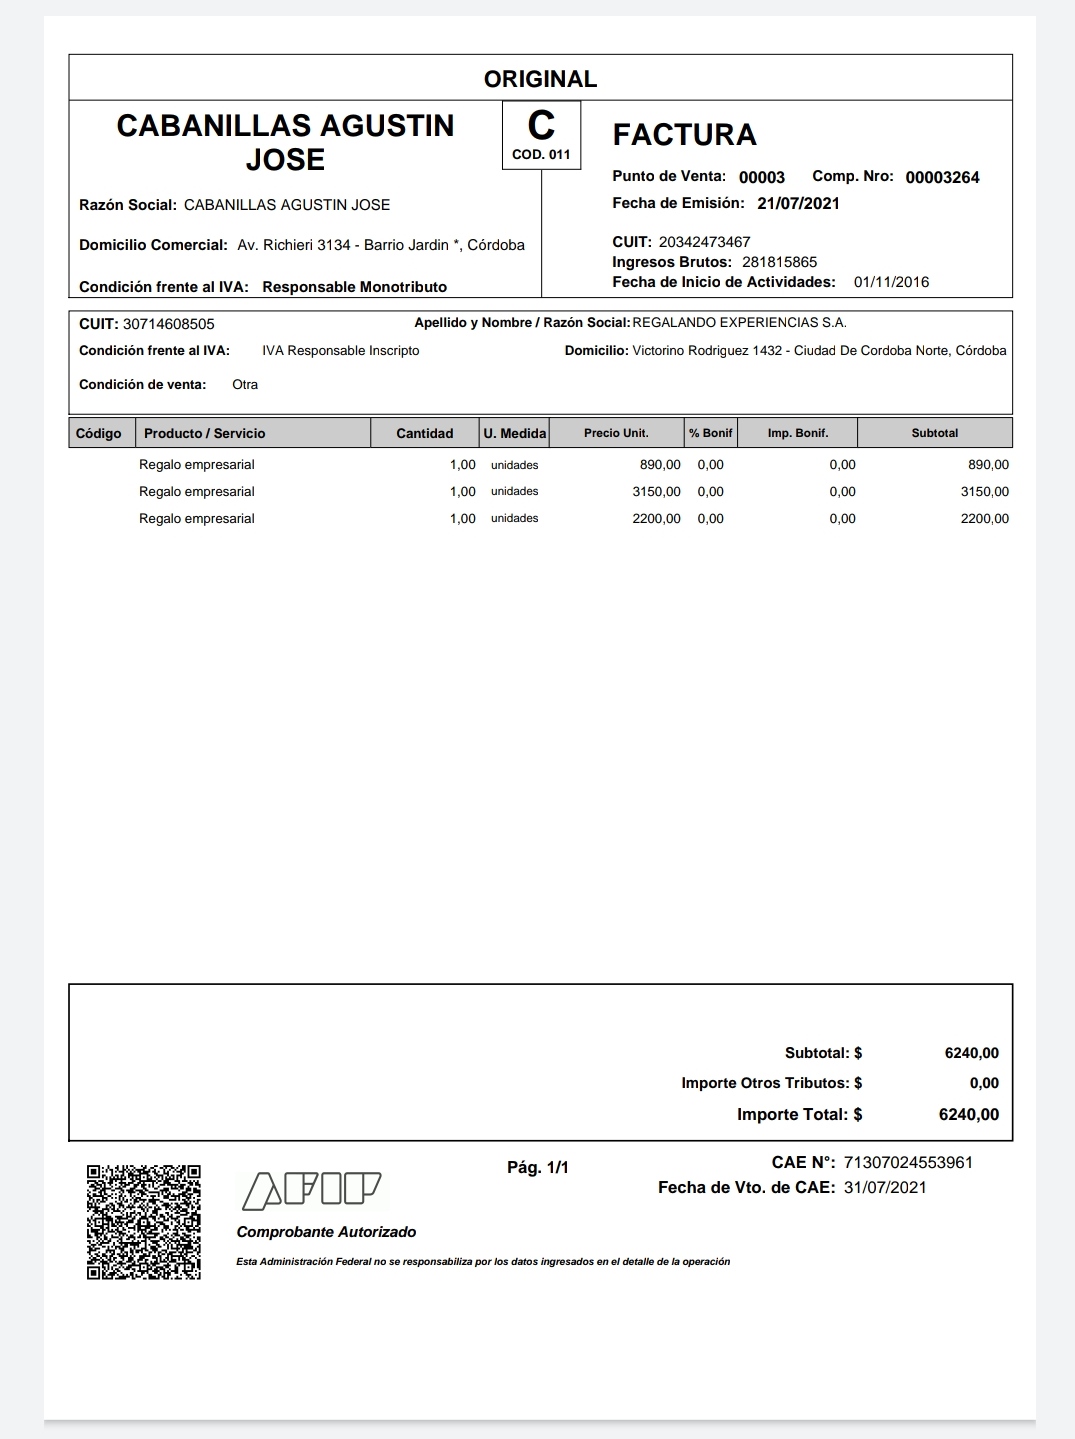 ORIGINAL
CABANILLAS AGUSTIN
JOSE
C
COD. 011
FACTURA
Punto de Venta: 00003 Comp. Nro: 00003264
Fecha de Emisión: 21/07/2021
Razón Social: CABANILLAS AGUSTIN JOSE
Domicilio Comercial: Av. Richieri 3134 - Barrio Jardin *, Córdoba
Condición frente al IVA: Responsable Monotributo
CUIT: 20342473467
Ingresos Brutos: 281815865
Fecha de Inicio de Actividades: 01/11/2016
CUIT: 30714608505 Apellido y Nombre / Razón Social: REGALANDO EXPERIENCIAS S.A.
Condición frente al IVA: IVA Responsable Inscripto Domicilio: Victorino Rodriguez 1432 - Ciudad De Cordoba Norte, Córdoba
Condición de venta: Otra
Código Producto / Servicio Cantidad U. Medida Precio Unit. % Bonif Imp. Bonif. Subtotal
Regalo empresarial 1,00 unidades 890,00 0,00 0,00 890,00
Regalo empresarial 1,00 unidades 3150,00 0,00 0,00 3150,00
Regalo empresarial 1,00 unidades 2200,00 0,00 0,00 2200,00
Subtotal: $ 6240,00
Importe Otros Tributos: $ 0,00
Importe Total: $ 6240,00
AFIP
Comprobante Autorizado
Esta Administración Federal no se responsabiliza por los datos ingresados en el detalle de la operación
Pág. 1/1
CAE N°: 71307024553961
Fecha de Vto. de CAE: 31/07/2021